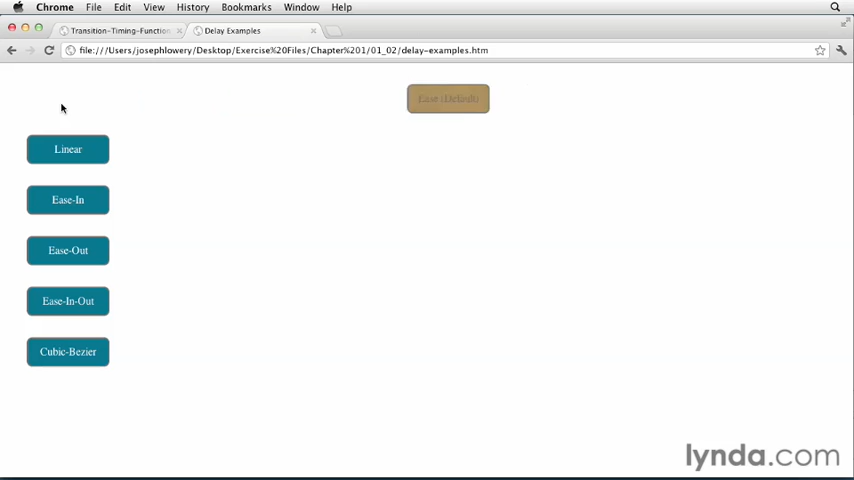 Chrome File Edit View History Bookmarks Window Help
Transition-Timing-Function
Delay Examples
file:///Users/josephlowery/Desktop/Exercise%20Files/Chapter%201/01_02/delay-examples.htm
Ease (Default)
Linear
Ease-In
Ease-Out
Ease-In-Out
Cubic-Bezier
lynda.com